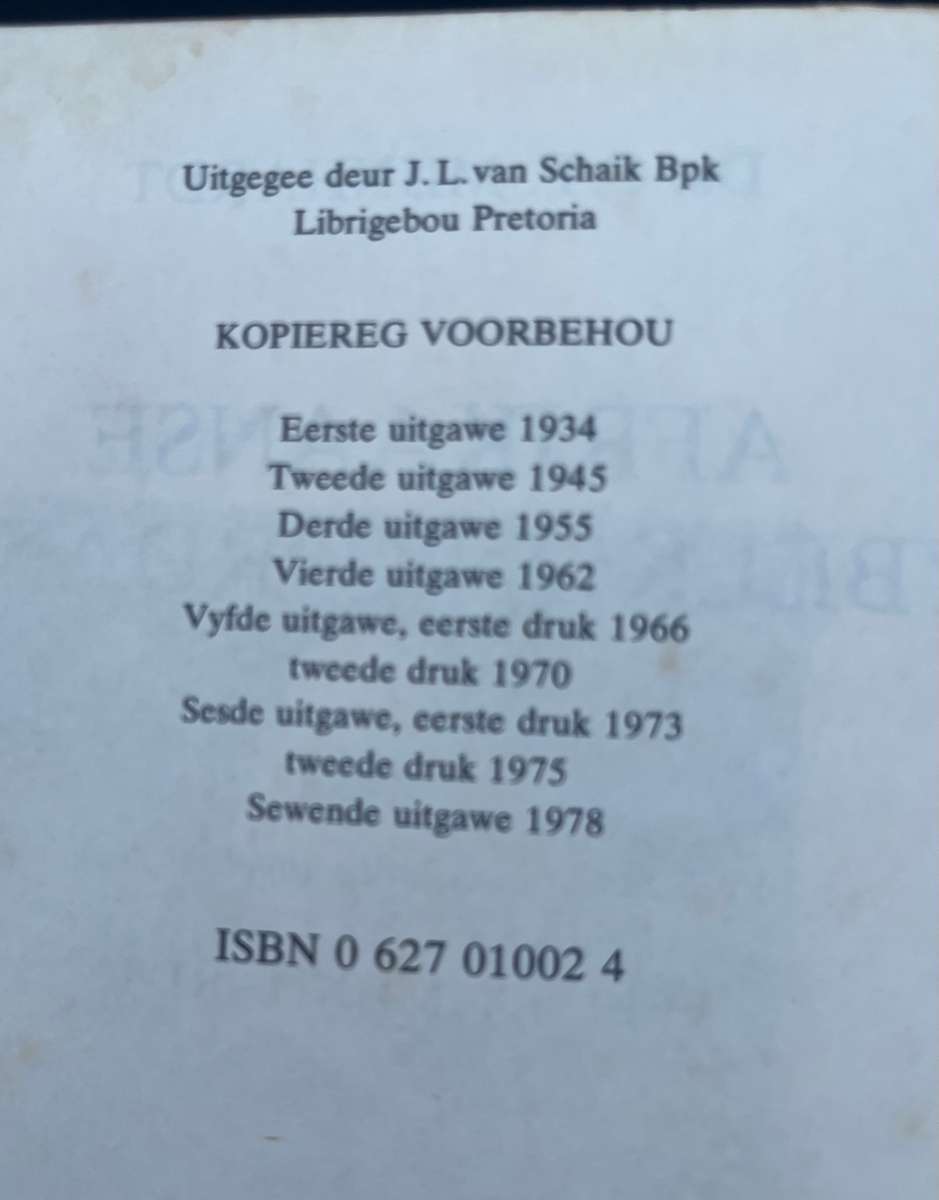 Uitgegee deur J. L. van Schaik Bpk
Librigebou Pretoria
KOPIEREG VOORBEHOU
Eerste uitgawe 1934
Tweede uitgawe 1945
Derde uitgawe 1955
Vierde uitgawe 1962
Vyfde uitgawe, eerste druk 1966
tweede druk 1970
Sesde uitgawe, eerste druk 1973
tweede druk 1975
Sewende uitgawe 1978
ISBN 0 627 01002 4